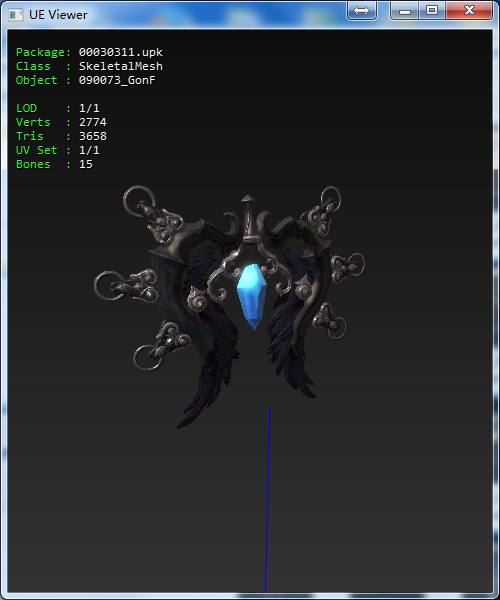 UE Viewer
Package: 00030311.upk
Class : SkeletalMesh
Object : 090073_GonF
LOD : 1/1
Verts : 2774
Tris : 3658
UV Set : 1/1
Bones : 15